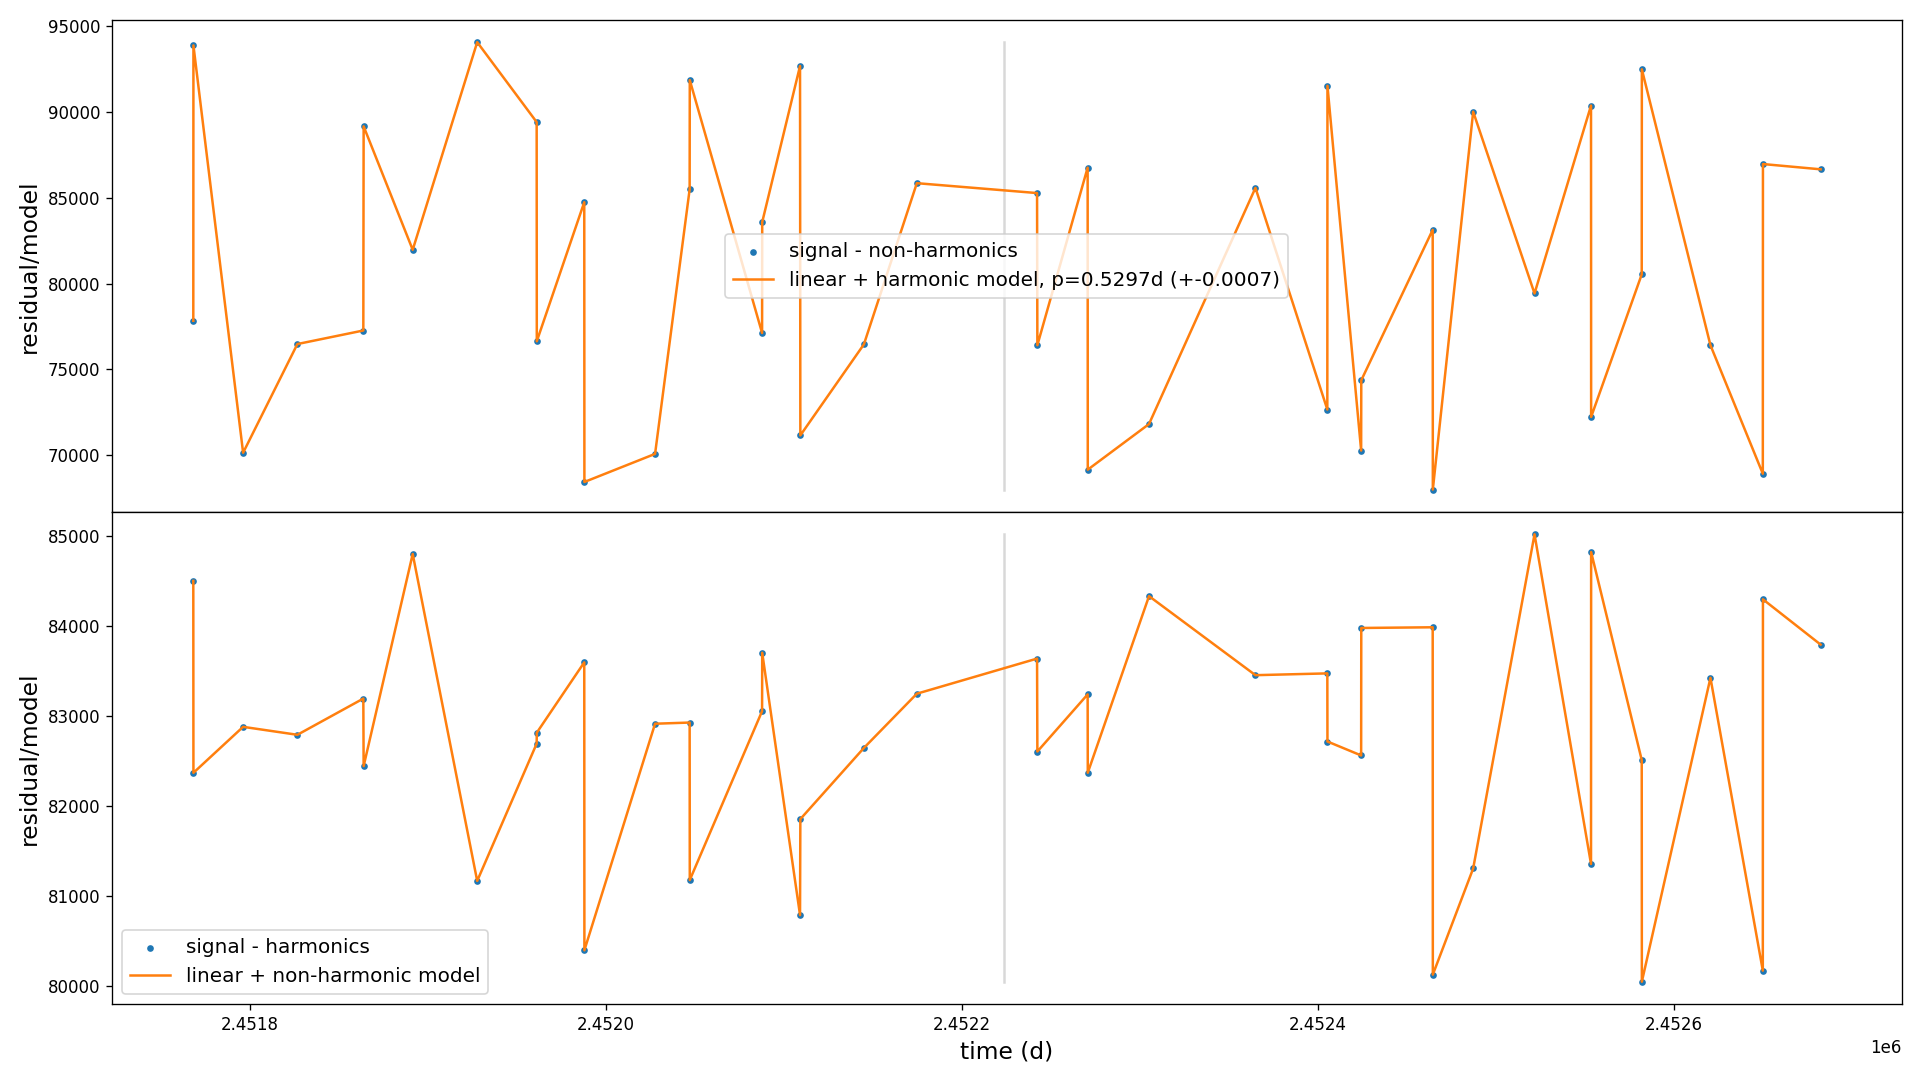 95000
90000
85000
80000
75000
70000
residual/model
signal - non-harmonics
linear + harmonic model, p=0.5297d (+-0.0007)
85000
84000
83000
82000
81000
80000
residual/model
signal - harmonics
linear + non-harmonic model
2.4518 2.4520 2.4522 2.4524 2.4526
1e6
time (d)